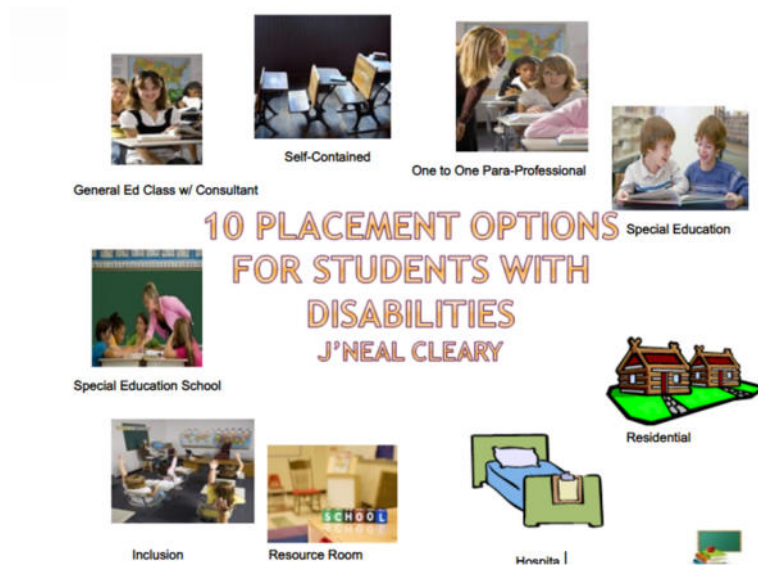 Self-Contained
One to One Para-Professional
General Ed Class w/ Consultant
Special Education
10 PLACEMENT OPTIONS
FOR STUDENTS WITH
DISABILITIES
J'NEAL CLEARY
Special Education School
Residential
SCHOOL
Inclusion
Resource Room
Hospita l